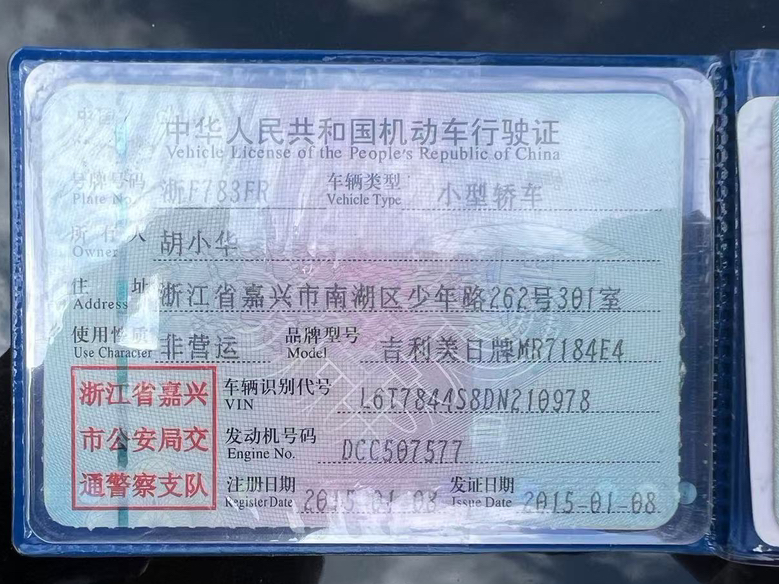 中华人民共和国机动车行驶证
Vehicle License of the People's Republic of China
号牌号码 浙F783FR 车辆类型 小型轿车
Plate No. Vehicle Type
所有人 胡小华
Owner
住址 浙江省嘉兴市南湖区少年路262号301室
Address
使用性质 非营运 品牌型号 吉利美日牌MR7184E4
Use Character Model
浙江省嘉兴 车辆识别代号 L6T7844S8DN210978
VIN
市公安局交 发动机号码 DCC507577
Engine No.
通警察支队 注册日期 2015-01-08 发证日期 2015-01-08
Register Date Issue Date